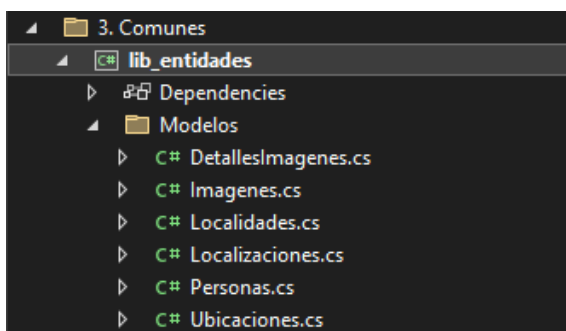 3. Comunes
C# lib_entidades
Dependencies
Modelos
C# DetallesImagenes.cs
C# Imagenes.cs
C# Localidades.cs
C# Localizaciones.cs
C# Personas.cs
C# Ubicaciones.cs